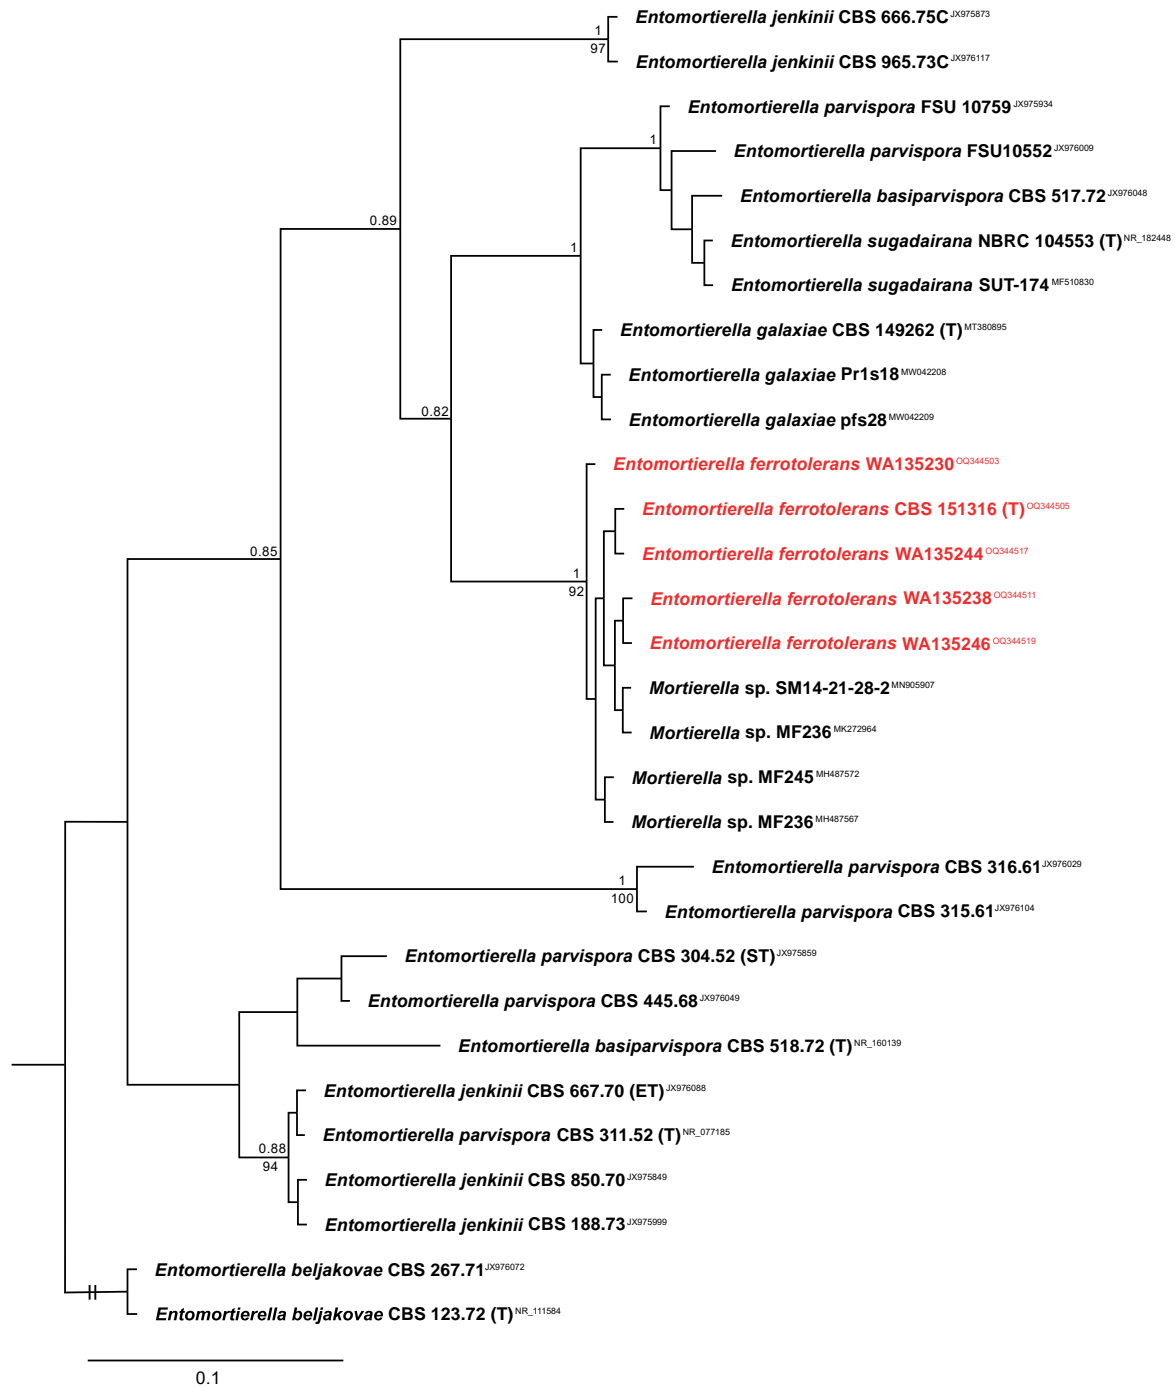 Entomortierella jenkinii CBS 666.75C JX975873
1
97
Entomortierella jenkinii CBS 965.73C JX976117
Entomortierella parvispora FSU 10759 JX975934
1
Entomortierella parvispora FSU10552 JX976009
Entomortierella basiparvispora CBS 517.72 JX976048
0.89
Entomortierella sugadairana NBRC 104553 (T) NR_182448
1
Entomortierella sugadairana SUT-174 MF510830
Entomortierella galaxiae CBS 149262 (T) MT380895
Entomortierella galaxiae Pr1s18 MW042208
0.82
Entomortierella galaxiae pfs28 MW042209
Entomortierella ferrotolerans WA135230 OQ344503
Entomortierella ferrotolerans CBS 151316 (T) OQ344505
0.85
Entomortierella ferrotolerans WA135244 OQ344517
1
92
Entomortierella ferrotolerans WA135238 OQ344511
Entomortierella ferrotolerans WA135246 OQ344519
Mortierella sp. SM14-21-28-2 MN905907
Mortierella sp. MF236 MK272964
Mortierella sp. MF245 MH487572
Mortierella sp. MF236 MH487567
Entomortierella parvispora CBS 316.61 JX976029
1
100
Entomortierella parvispora CBS 315.61 JX976104
Entomortierella parvispora CBS 304.52 (ST) JX975859
Entomortierella parvispora CBS 445.68 JX976049
Entomortierella basiparvispora CBS 518.72 (T) NR_160139
Entomortierella jenkinii CBS 667.70 (ET) JX976088
Entomortierella parvispora CBS 311.52 (T) NR_077185
0.88
94
Entomortierella jenkinii CBS 850.70 JX975849
Entomortierella jenkinii CBS 188.73 JX975999
Entomortierella beljakovae CBS 267.71 JX976072
Entomortierella beljakovae CBS 123.72 (T) NR_111584
0.1